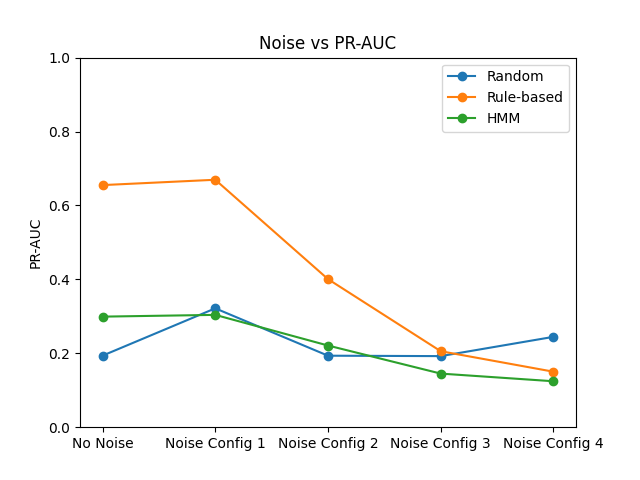 Noise vs PR-AUC
1.0
0.8
0.6
0.4
0.2
0.0
PR-AUC
Random
Rule-based
HMM
No Noise
Noise Config 1
Noise Config 2
Noise Config 3
Noise Config 4